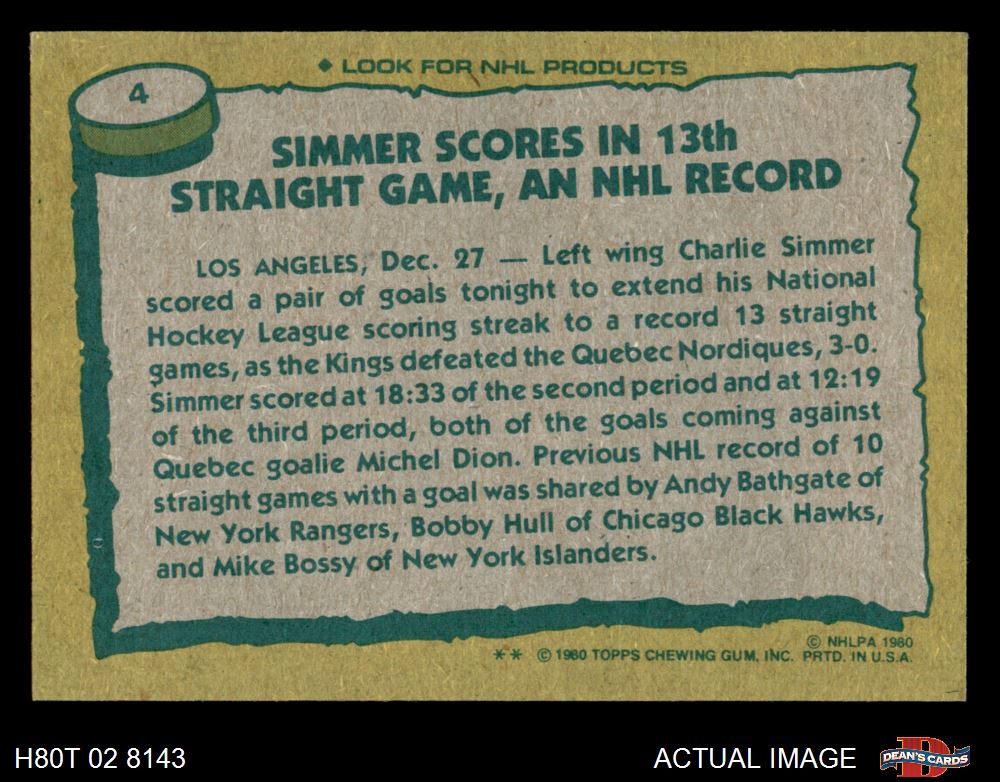 ◆ LOOK FOR NHL PRODUCTS
4
SIMMER SCORES IN 13th
STRAIGHT GAME, AN NHL RECORD
LOS ANGELES, Dec. 27 — Left wing Charlie Simmer
scored a pair of goals tonight to extend his National
Hockey League scoring streak to a record 13 straight
games, as the Kings defeated the Quebec Nordiques, 3-0.
Simmer scored at 18:33 of the second period and at 12:19
of the third period, both of the goals coming against
Quebec goalie Michel Dion. Previous NHL record of 10
straight games with a goal was shared by Andy Bathgate of
New York Rangers, Bobby Hull of Chicago Black Hawks,
and Mike Bossy of New York Islanders.
© NHLPA 1980
** © 1980 TOPPS CHEWING GUM, INC. PRTD. IN U.S.A.
H80T 02 8143
ACTUAL IMAGE
D
DEAN'S CARDS